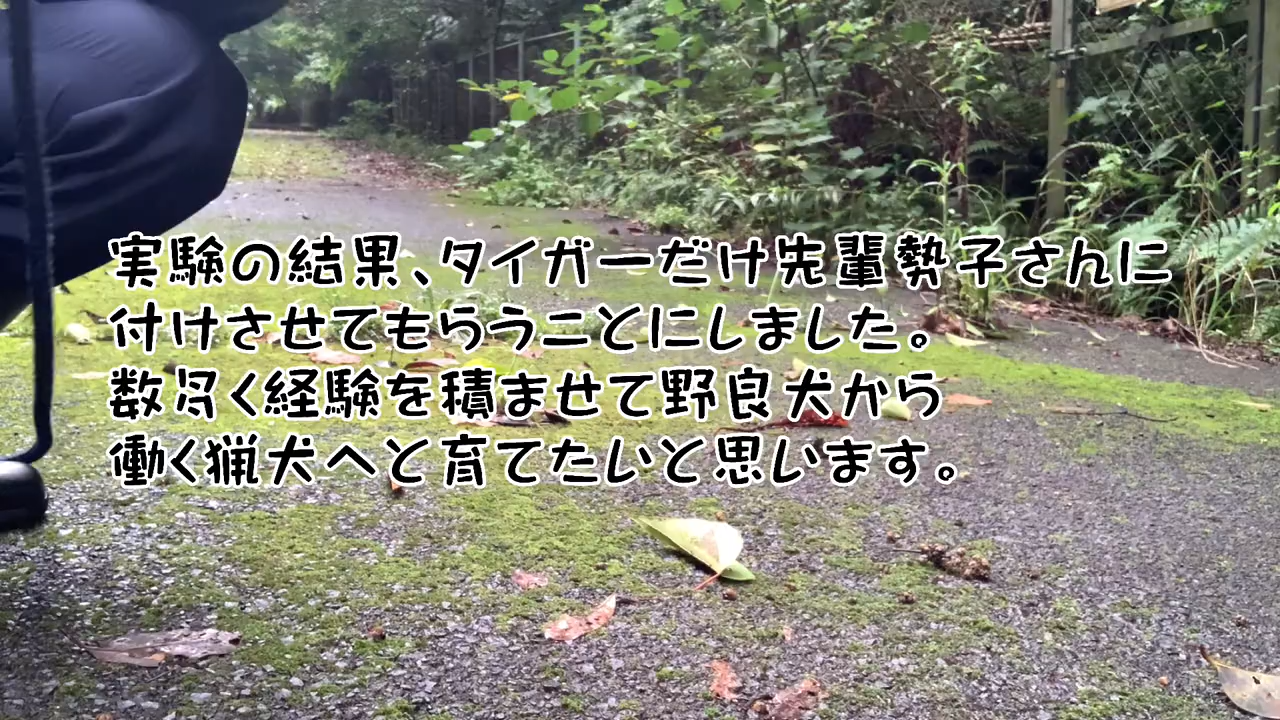 実験の結果、タイガーだけ先輩勢子さんに
付けさせてもらうことにしました。
数多く経験を積ませて野良犬から
働く猟犬へと育てたいと思います。